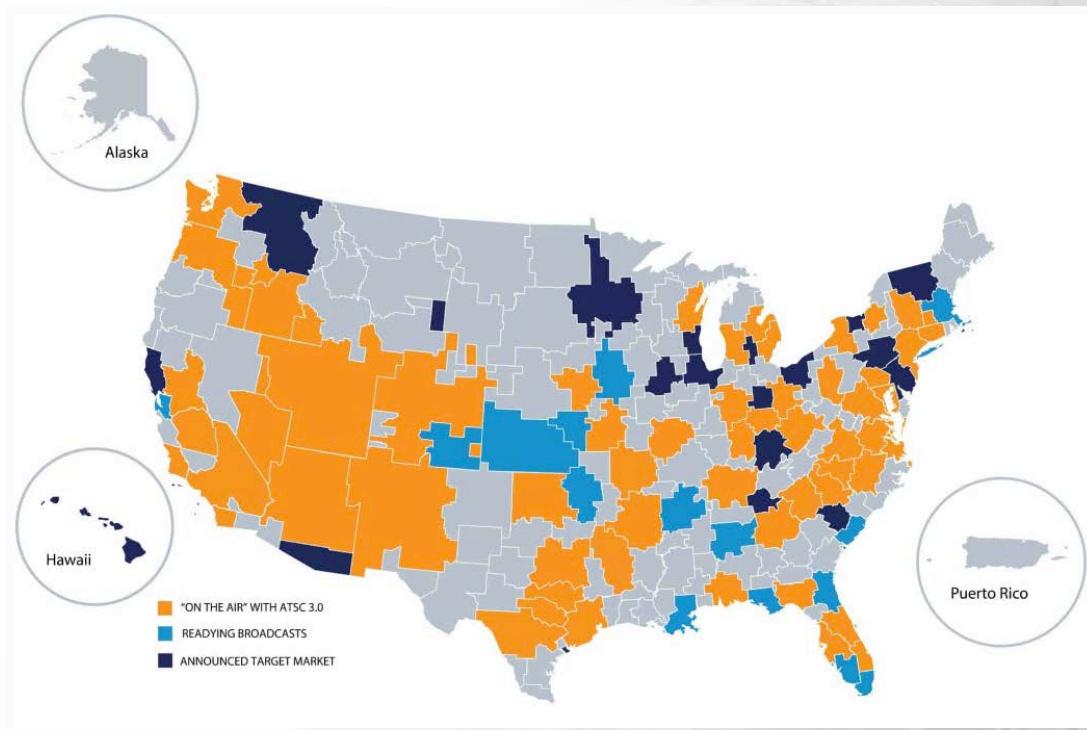 Alaska
Hawaii
"ON THE AIR" WITH ATSC 3.0
READYING BROADCASTS
ANNOUNCED TARGET MARKET
Puerto Rico